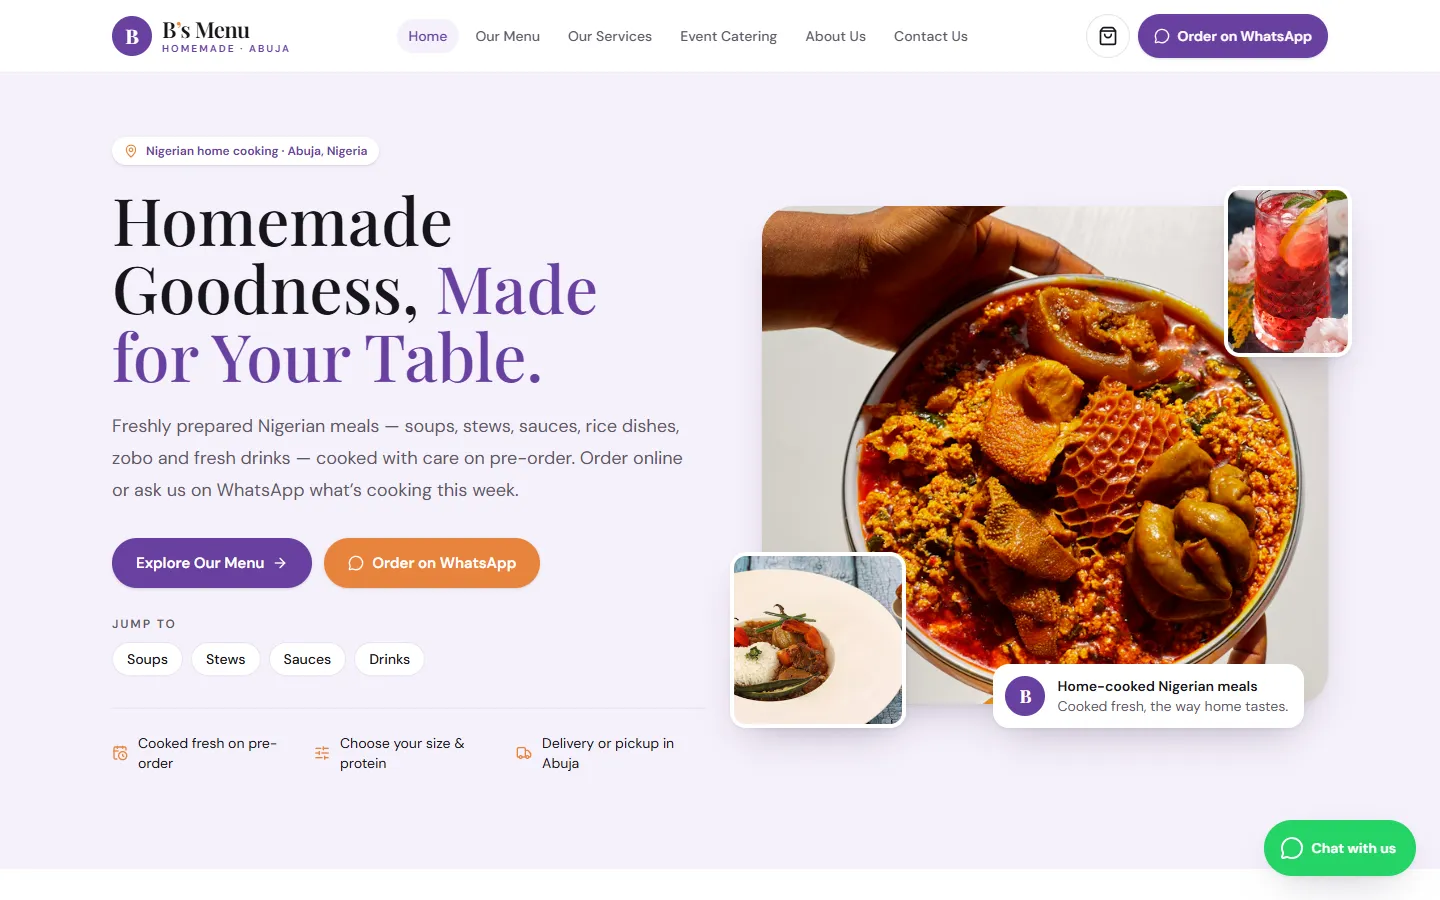 B
B's Menu
HOMEMADE · ABUJA
Home
Our Menu
Our Services
Event Catering
About Us
Contact Us
Order on WhatsApp
Nigerian home cooking · Abuja, Nigeria
Homemade
Goodness, Made
for Your Table.
Freshly prepared Nigerian meals — soups, stews, sauces, rice dishes,
zobo and fresh drinks — cooked with care on pre-order. Order online
or ask us on WhatsApp what’s cooking this week.
Explore Our Menu
Order on WhatsApp
JUMP TO
Soups
Stews
Sauces
Drinks
Cooked fresh on pre-
order
Choose your size &
protein
Delivery or pickup in
Abuja
B
Home-cooked Nigerian meals
Cooked fresh, the way home tastes.
Chat with us